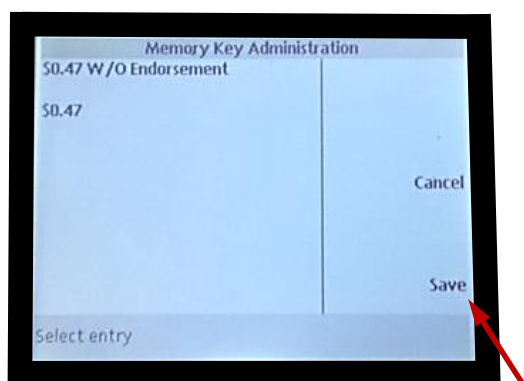 Memory Key Administration
$0.47 W/O Endorsement
$0.47
Cancel
Save
Select entry